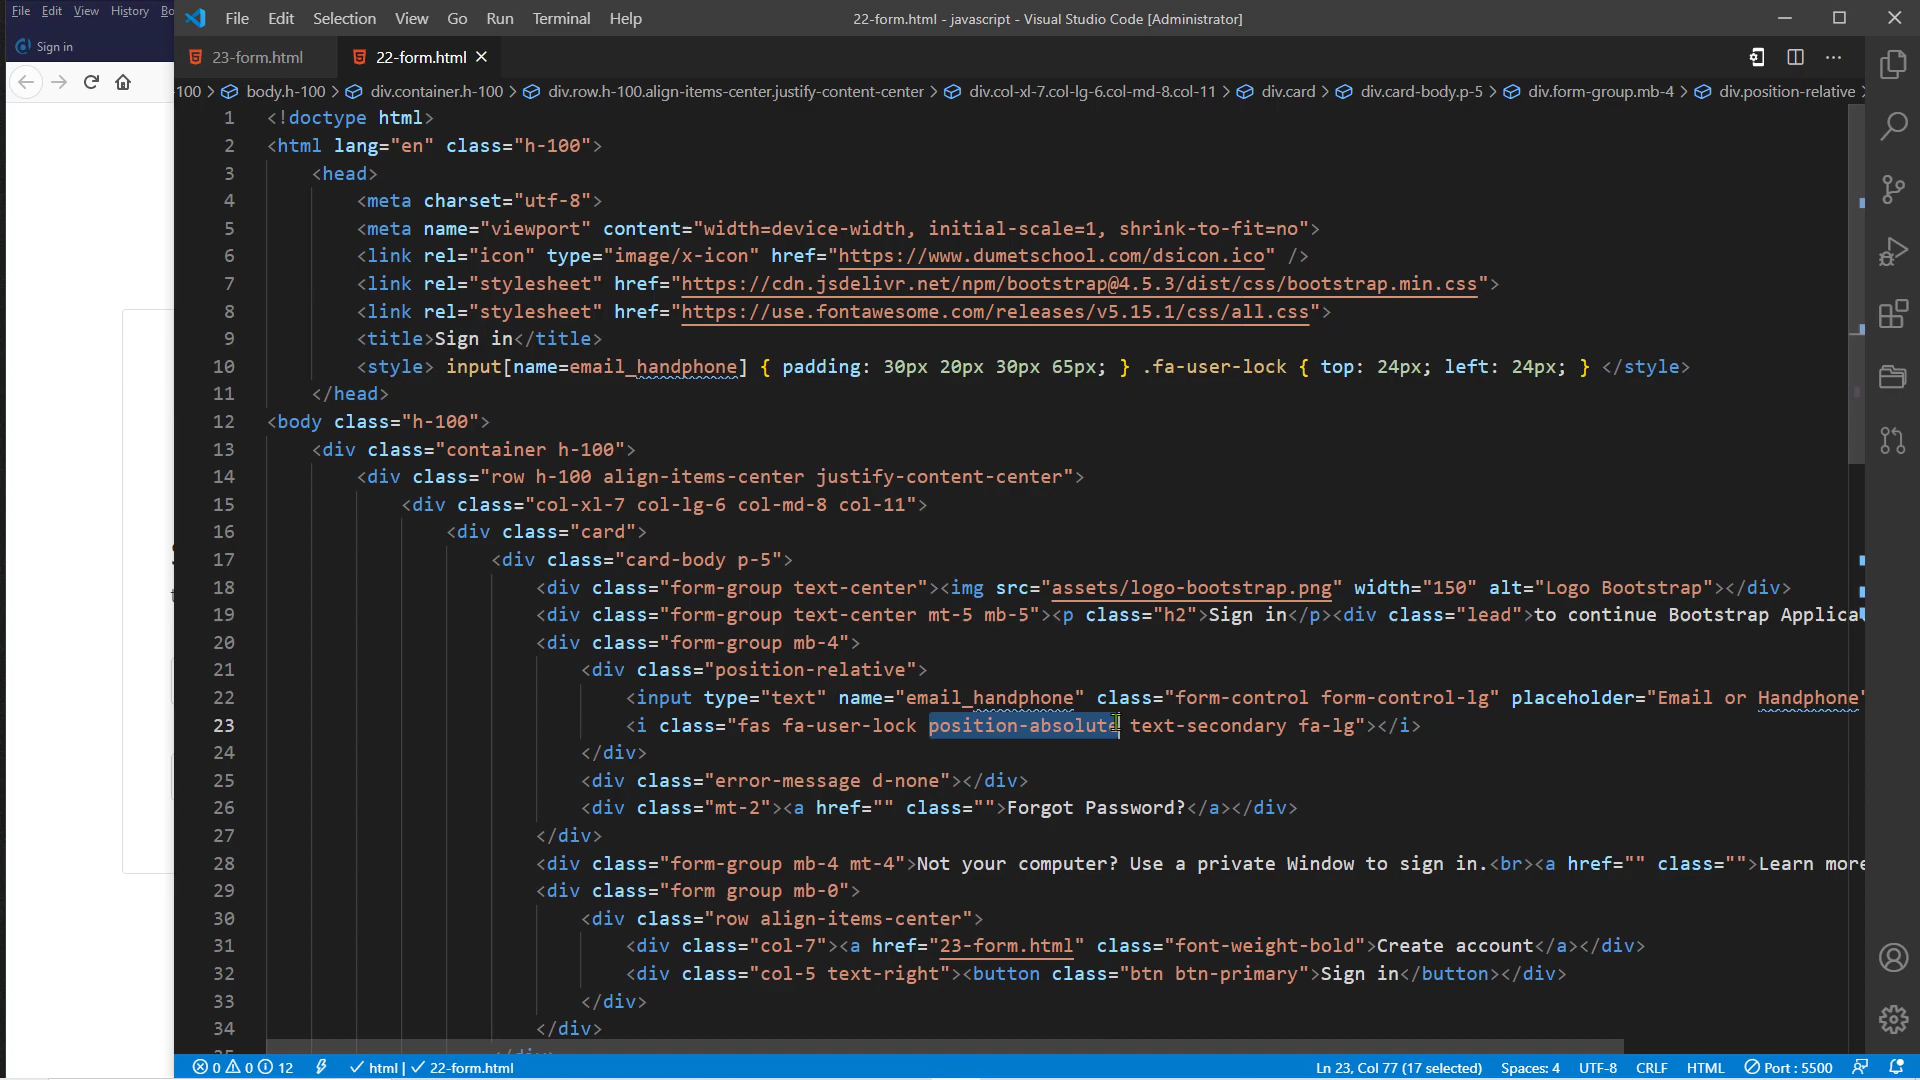 File Edit View History Bo
Sign in
File Edit Selection View Go Run Terminal Help
22-form.html - javascript - Visual Studio Code [Administrator]
23-form.html
22-form.html
-100 > body.h-100 > div.container.h-100 > div.row.h-100.align-items-center.justify-content-center > div.col-xl-7.col-lg-6.col-md-8.col-11 > div.card > div.card-body.p-5 > div.form-group.mb-4 > div.position-relative >
1 <!doctype html>
2 <html lang="en" class="h-100">
3 <head>
4 <meta charset="utf-8">
5 <meta name="viewport" content="width=device-width, initial-scale=1, shrink-to-fit=no">
6 <link rel="icon" type="image/x-icon" href="https://www.dumetschool.com/dsicon.ico" />
7 <link rel="stylesheet" href="https://cdn.jsdelivr.net/npm/bootstrap@4.5.3/dist/css/bootstrap.min.css">
8 <link rel="stylesheet" href="https://use.fontawesome.com/releases/v5.15.1/css/all.css">
9 <title>Sign in</title>
10 <style> input[name=email_handphone] { padding: 30px 20px 30px 65px; } .fa-user-lock { top: 24px; left: 24px; } </style>
11 </head>
12 <body class="h-100">
13 <div class="container h-100">
14 <div class="row h-100 align-items-center justify-content-center">
15 <div class="col-xl-7 col-lg-6 col-md-8 col-11">
16 <div class="card">
17 <div class="card-body p-5">
18 <div class="form-group text-center"><img src="assets/logo-bootstrap.png" width="150" alt="Logo Bootstrap"></div>
19 <div class="form-group text-center mt-5 mb-5"><p class="h2">Sign in</p><div class="lead">to continue Bootstrap Applica
20 <div class="form-group mb-4">
21 <div class="position-relative">
22 <input type="text" name="email_handphone" class="form-control form-control-lg" placeholder="Email or Handphone"
23 <i class="fas fa-user-lock position-absolute text-secondary fa-lg"></i>
24 </div>
25 <div class="error-message d-none"></div>
26 <div class="mt-2"><a href="" class="">Forgot Password?</a></div>
27 </div>
28 <div class="form-group mb-4 mt-4">Not your computer? Use a private Window to sign in.<br><a href="" class="">Learn more
29 <div class="form group mb-0">
30 <div class="row align-items-center">
31 <div class="col-7"><a href="23-form.html" class="font-weight-bold">Create account</a></div>
32 <div class="col-5 text-right"><button class="btn btn-primary">Sign in</button></div>
33 </div>
34 </div>
0 0 12 html | 22-form.html
Ln 23, Col 77 (17 selected) Spaces: 4 UTF-8 CRLF HTML Port : 5500